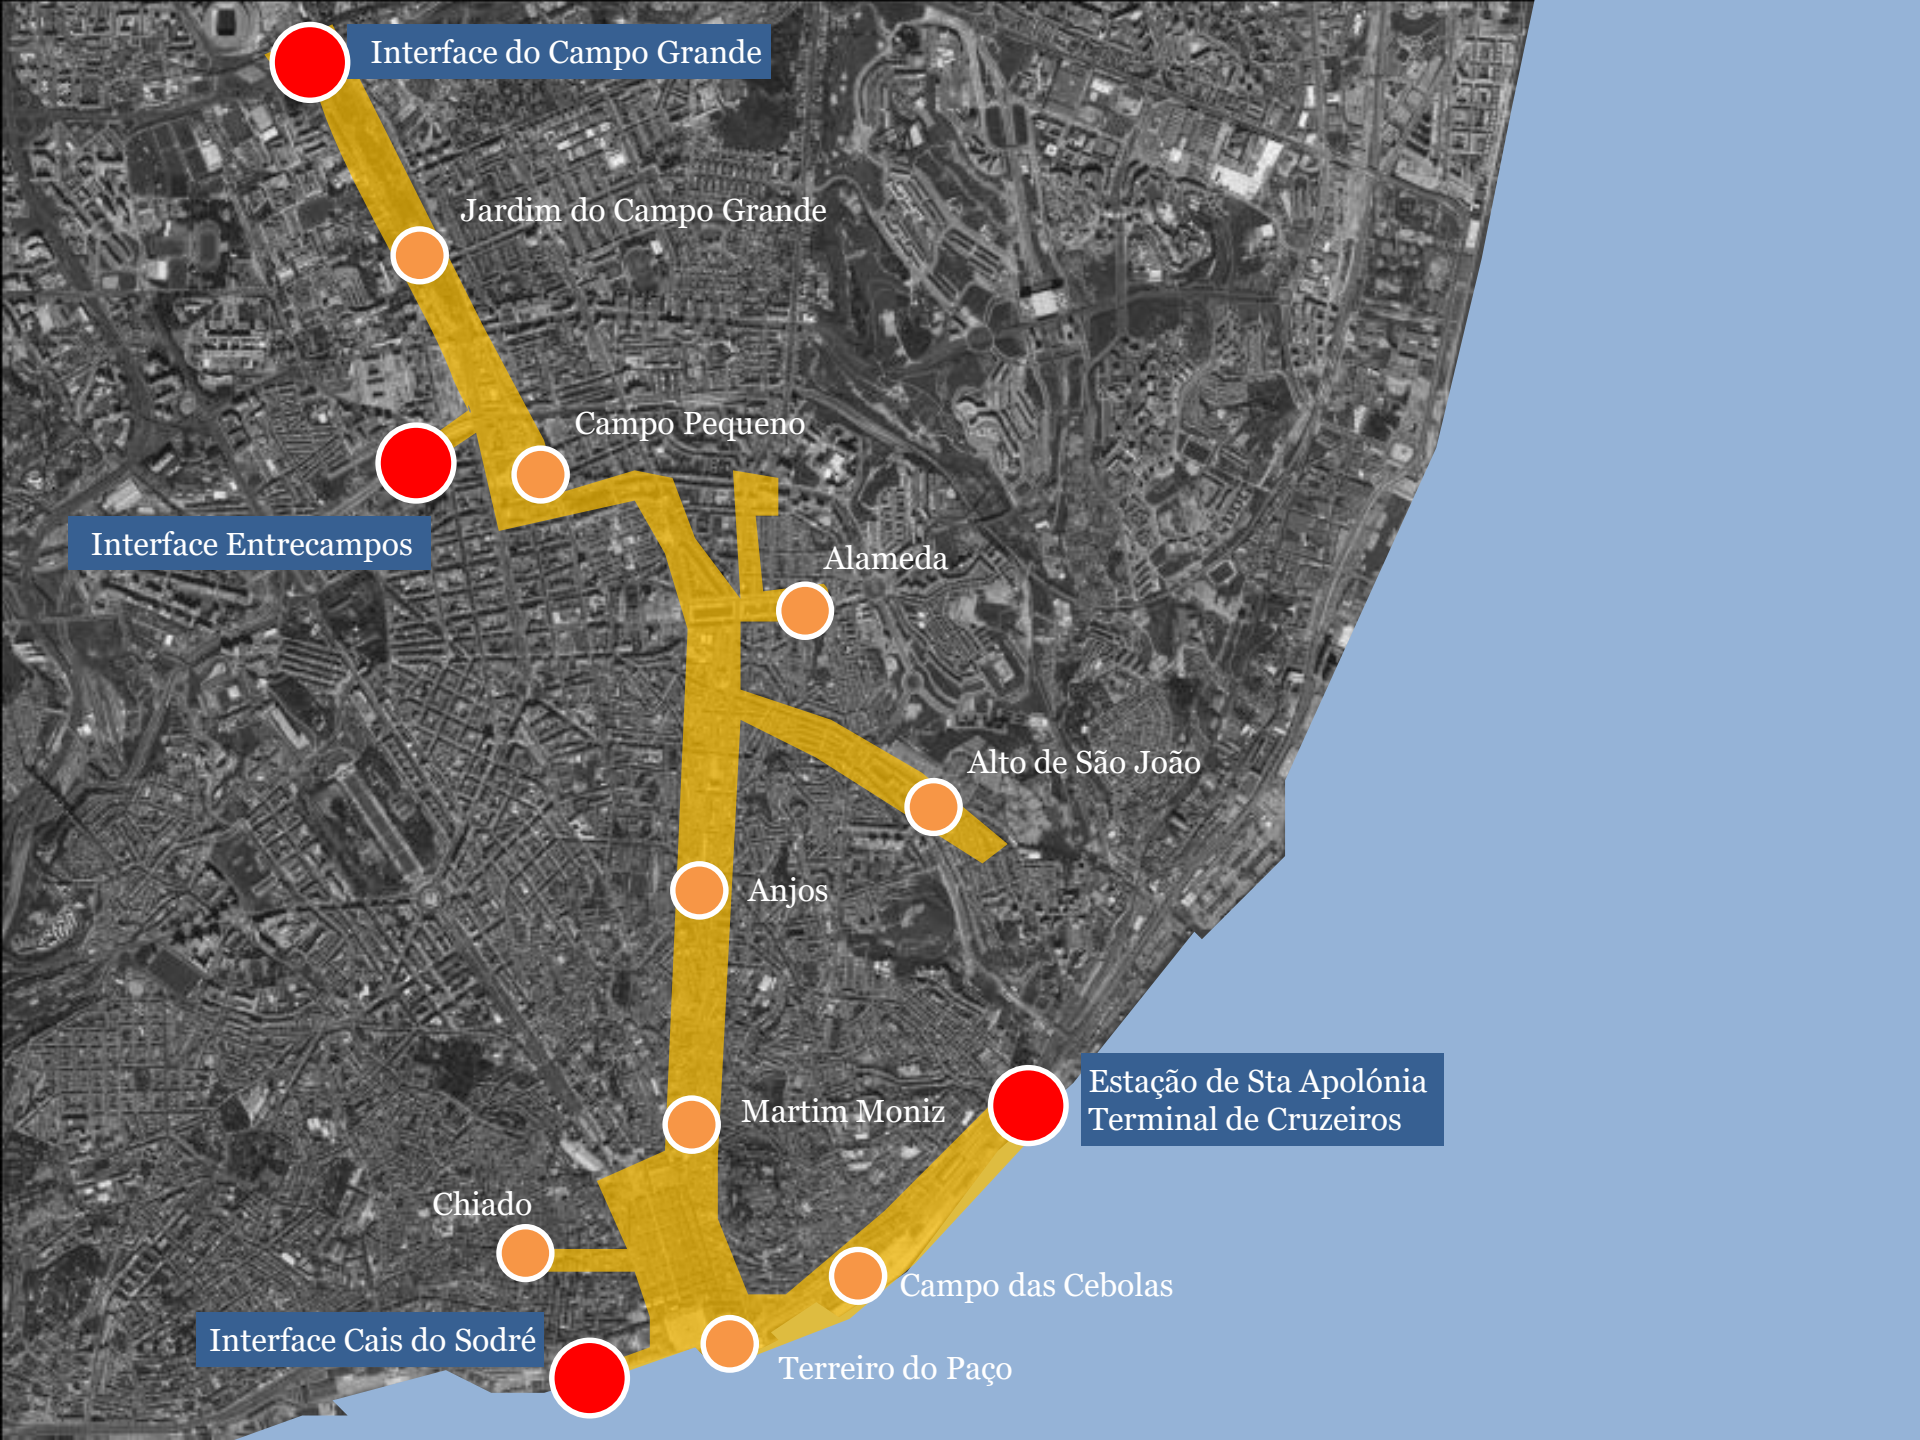 Interface do Campo Grande
Jardim do Campo Grande
Campo Pequeno
Interface Entrecampos
Alameda
Alto de São João
Anjos
Estação de Sta Apolónia
Terminal de Cruzeiros
Martim Moniz
Chiado
Campo das Cebolas
Interface Cais do Sodré
Terreiro do Paço